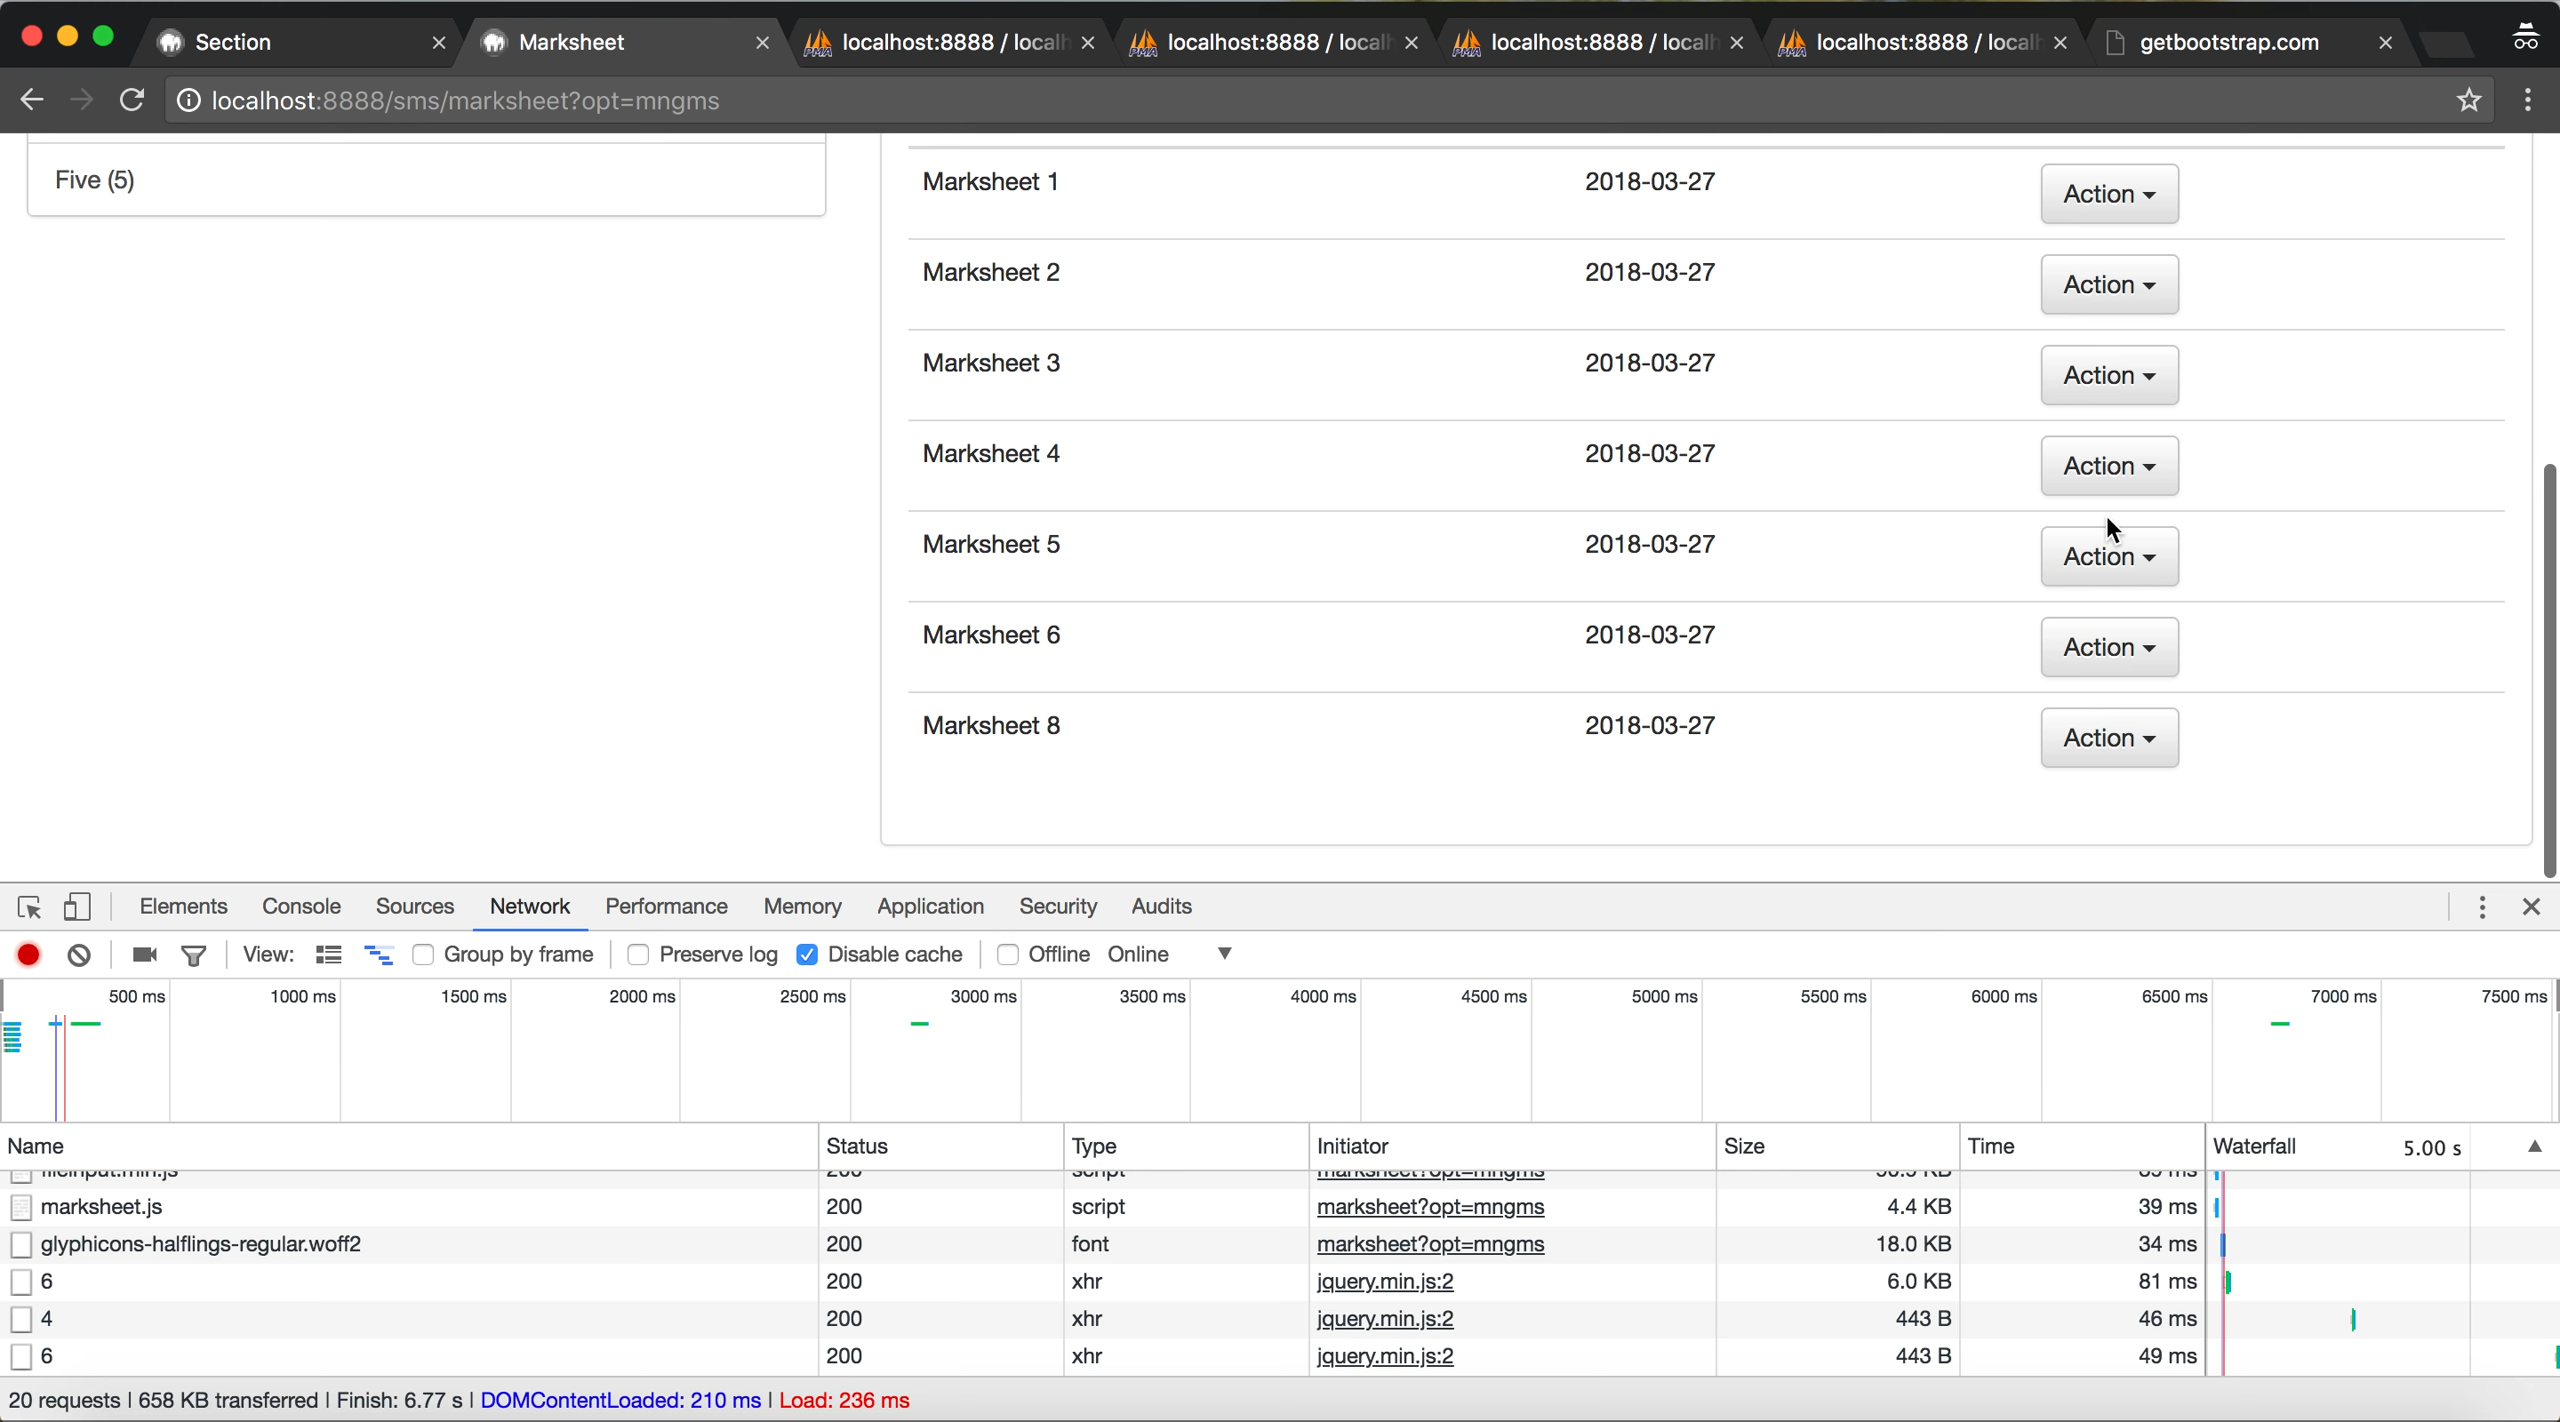 Section
Marksheet
localhost:8888 / localh
localhost:8888 / localh
localhost:8888 / localh
localhost:8888 / localh
getbootstrap.com
localhost:8888/sms/marksheet?opt=mngms
Five (5)
Marksheet 1 2018-03-27 Action
Marksheet 2 2018-03-27 Action
Marksheet 3 2018-03-27 Action
Marksheet 4 2018-03-27 Action
Marksheet 5 2018-03-27 Action
Marksheet 6 2018-03-27 Action
Marksheet 8 2018-03-27 Action
Elements Console Sources Network Performance Memory Application Security Audits
View: Group by frame Preserve log Disable cache Offline Online
500 ms 1000 ms 1500 ms 2000 ms 2500 ms 3000 ms 3500 ms 4000 ms 4500 ms 5000 ms 5500 ms 6000 ms 6500 ms 7000 ms 7500 ms
Name Status Type Initiator Size Time Waterfall 5.00 s
marksheet.js 200 script marksheet?opt=mngms 4.4 KB 39 ms
glyphicons-halflings-regular.woff2 200 font marksheet?opt=mngms 18.0 KB 34 ms
6 200 xhr jquery.min.js:2 6.0 KB 81 ms
4 200 xhr jquery.min.js:2 443 B 46 ms
6 200 xhr jquery.min.js:2 443 B 49 ms
20 requests | 658 KB transferred | Finish: 6.77 s | DOMContentLoaded: 210 ms | Load: 236 ms